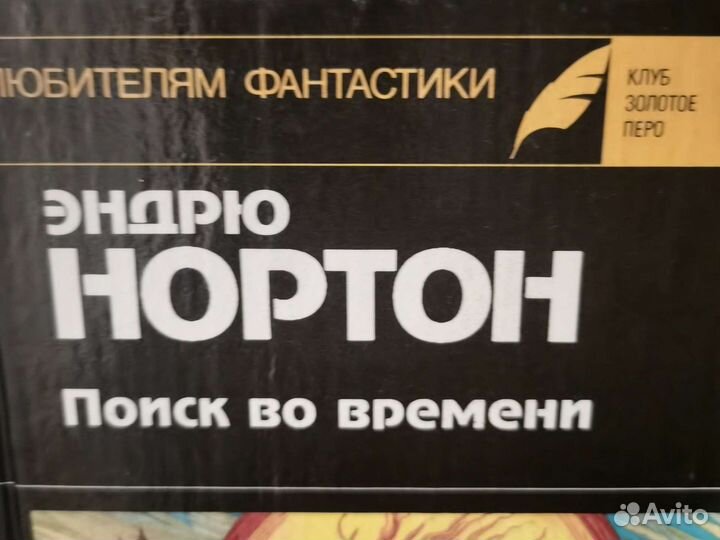 ЛЮБИТЕЛЯМ ФАНТАСТИКИ
КЛУБ
ЗОЛОТОЕ
ПЕРО
ЭНДРЮ
НОРТОН
Поиск во времени
Avito